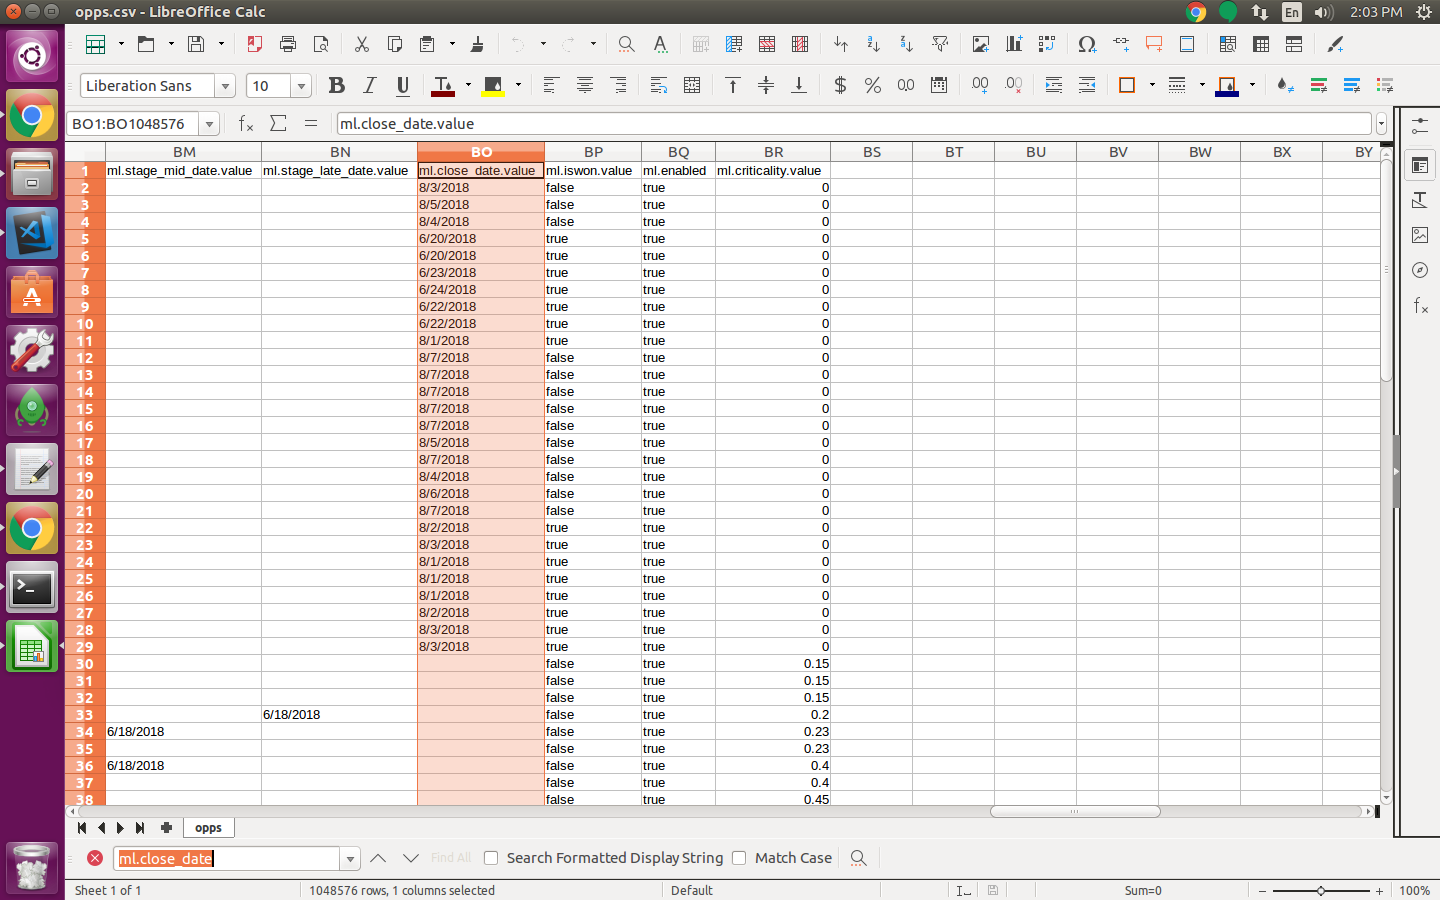 opps.csv - LibreOffice Calc
En
2:03 PM
Liberation Sans
10
BO1:BO1048576
ml.close_date.value
BM BN BO BP BQ BR BS BT BU BV BW BX BY
1 ml.stage_mid_date.value ml.stage_late_date.value ml.close_date.value ml.iswon.value ml.enabled ml.criticality.value
2 8/3/2018 false true 0
3 8/5/2018 false true 0
4 8/4/2018 false true 0
5 6/20/2018 true true 0
6 6/20/2018 true true 0
7 6/23/2018 true true 0
8 6/24/2018 true true 0
9 6/22/2018 true true 0
10 6/22/2018 true true 0
11 8/1/2018 true true 0
12 8/7/2018 false true 0
13 8/7/2018 false true 0
14 8/7/2018 false true 0
15 8/7/2018 false true 0
16 8/7/2018 false true 0
17 8/5/2018 false true 0
18 8/7/2018 false true 0
19 8/4/2018 false true 0
20 8/6/2018 false true 0
21 8/7/2018 false true 0
22 8/2/2018 true true 0
23 8/3/2018 true true 0
24 8/1/2018 true true 0
25 8/1/2018 true true 0
26 8/1/2018 true true 0
27 8/2/2018 true true 0
28 8/3/2018 true true 0
29 8/3/2018 true true 0
30 false true 0.15
31 false true 0.15
32 false true 0.15
33 6/18/2018 false true 0.2
34 6/18/2018 false true 0.23
35 false true 0.23
36 6/18/2018 false true 0.4
37 false true 0.4
38 false true 0.45
opps
ml.close_date Find All Search Formatted Display String Match Case
Sheet 1 of 1 1048576 rows, 1 columns selected Default Sum=0 100%